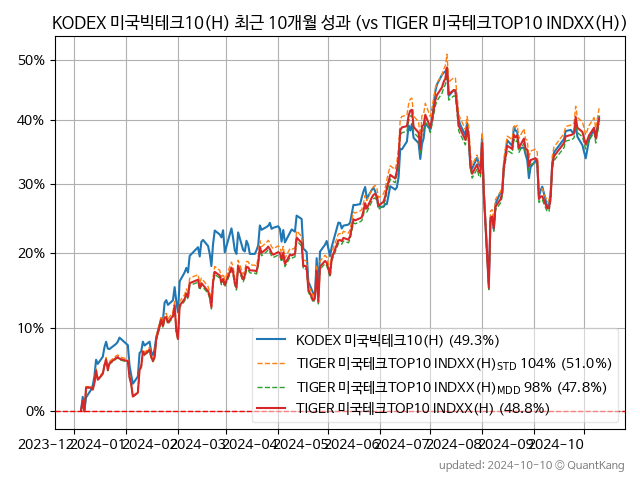 KODEX 미국빅테크10(H) 최근 10개월 성과 (vs TIGER 미국테크TOP10 INDXX(H))
50%
40%
30%
20%
10%
0%
KODEX 미국빅테크10(H) (49.3%)
TIGER 미국테크TOP10 INDXX(H)STD 104% (51.0%)
TIGER 미국테크TOP10 INDXX(H)MDD 98% (47.8%)
TIGER 미국테크TOP10 INDXX(H) (48.8%)
2023-12 2024-01 2024-02 2024-03 2024-04 2024-05 2024-06 2024-07 2024-08 2024-09 2024-10
updated: 2024-10-10 © QuantKang